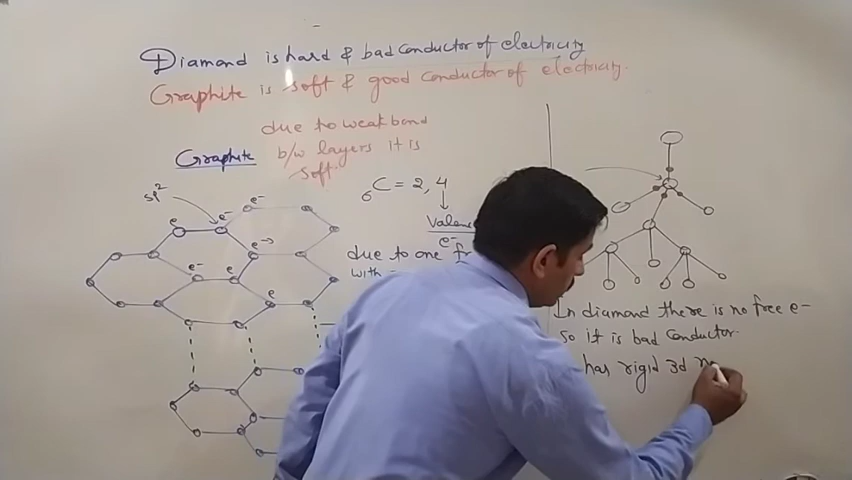 Diamond is hard & bad conductor of electricity
Graphite is soft & good conductor of electricity.
due to weak bond
Graphite b/w layers it is
soft.
sp²
₆C = 2, 4
e⁻
e
e⁻
Valen
e⁻
e→
due to one fr
with
e⁻
e
e
In diamond there is no free e⁻
so it is bad conductor.
has rigid 3d n